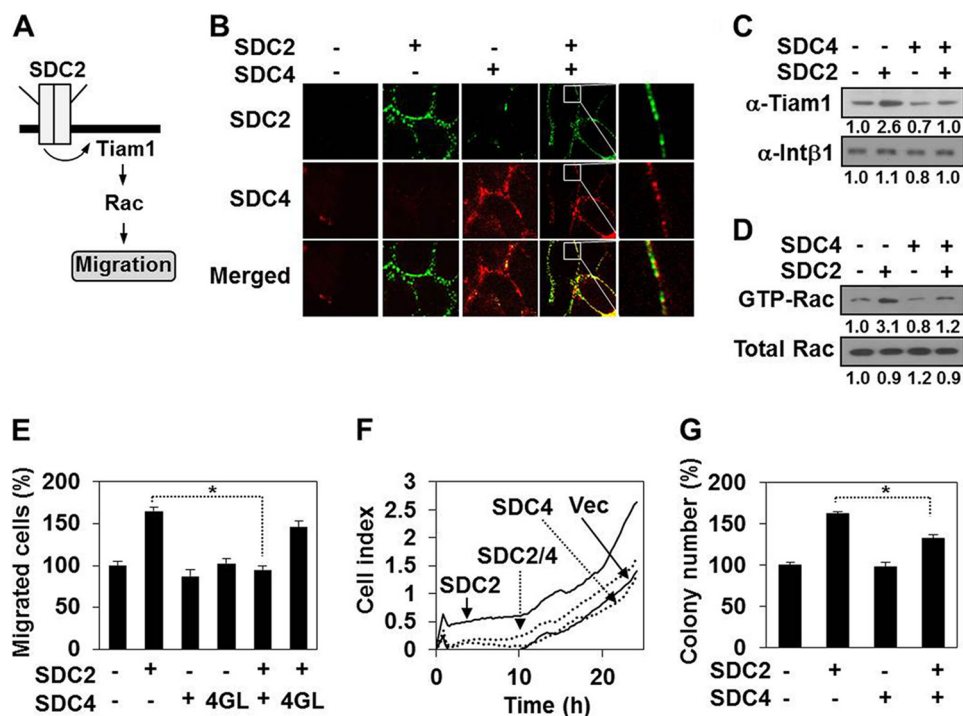 A
SDC2
Tiam1
Rac
Migration
B
SDC2 - + - +
SDC4 - - + +
SDC2
SDC4
Merged
C
SDC4 - - + +
SDC2 - + - +
α-Tiam1
1.0 2.6 0.7 1.0
α-Intβ1
1.0 1.1 0.8 1.0
D
SDC4 - - + +
SDC2 - + - +
GTP-Rac
1.0 3.1 0.8 1.2
Total Rac
1.0 0.9 1.2 0.9
E
Migrated cells (%)
200
150
100
50
0
*
SDC2 - + - - + +
SDC4 - - + 4GL + 4GL
F
Cell index
3
2.5
2
1.5
1
0.5
0
SDC2
SDC2/4
SDC4
Vec
0 10 20
Time (h)
G
Colony number (%)
200
150
100
50
0
*
SDC2 - + - +
SDC4 - - + +